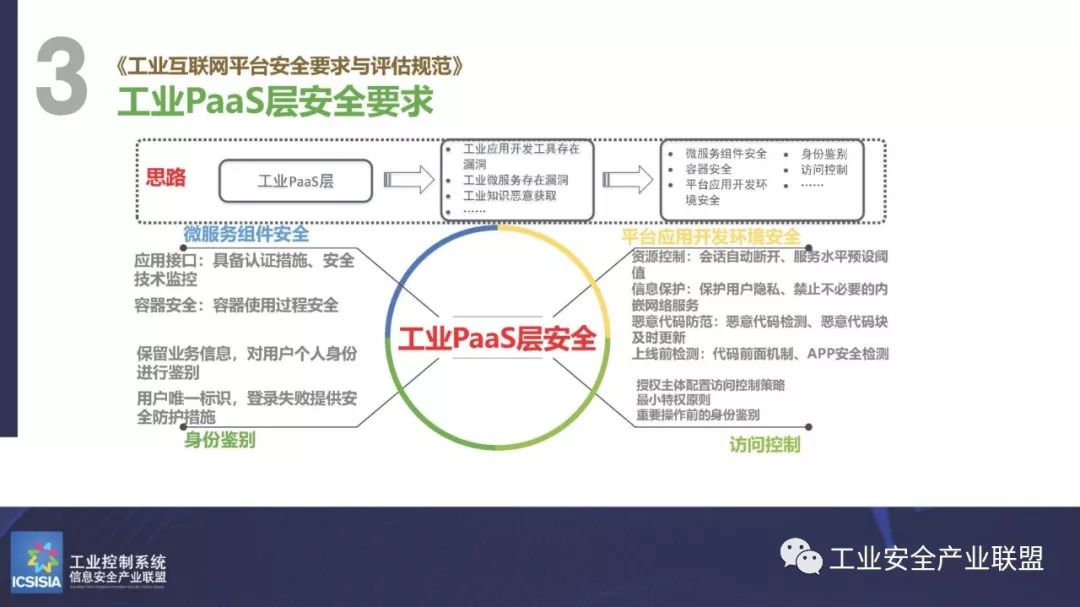 3
《工业互联网平台安全要求与评估规范》
工业PaaS层安全要求
思路
工业PaaS层
• 工业应用开发工具存在
漏洞
• 工业微服务存在漏洞
• 工业知识恶意获取
• ……
• 微服务组件安全
• 容器安全
• 平台应用开发环
境安全
• 身份鉴别
• 访问控制
• ……
微服务组件安全
应用接口：具备认证措施、安全
技术监控
容器安全：容器使用过程安全
平台应用开发环境安全
资源控制：会话自动断开、服务水平预设阈
值
信息保护：保护用户隐私、禁止不必要的内
嵌网络服务
恶意代码防范：恶意代码检测、恶意代码块
及时更新
上线前检测：代码前面机制、APP安全检测
工业PaaS层安全
保留业务信息，对用户个人身份
进行鉴别
用户唯一标识，登录失败提供安
全防护措施
身份鉴别
授权主体配置访问控制策略
最小特权原则
重要操作前的身份鉴别
访问控制
ICSISIA
工业控制系统
信息安全产业联盟
工业安全产业联盟